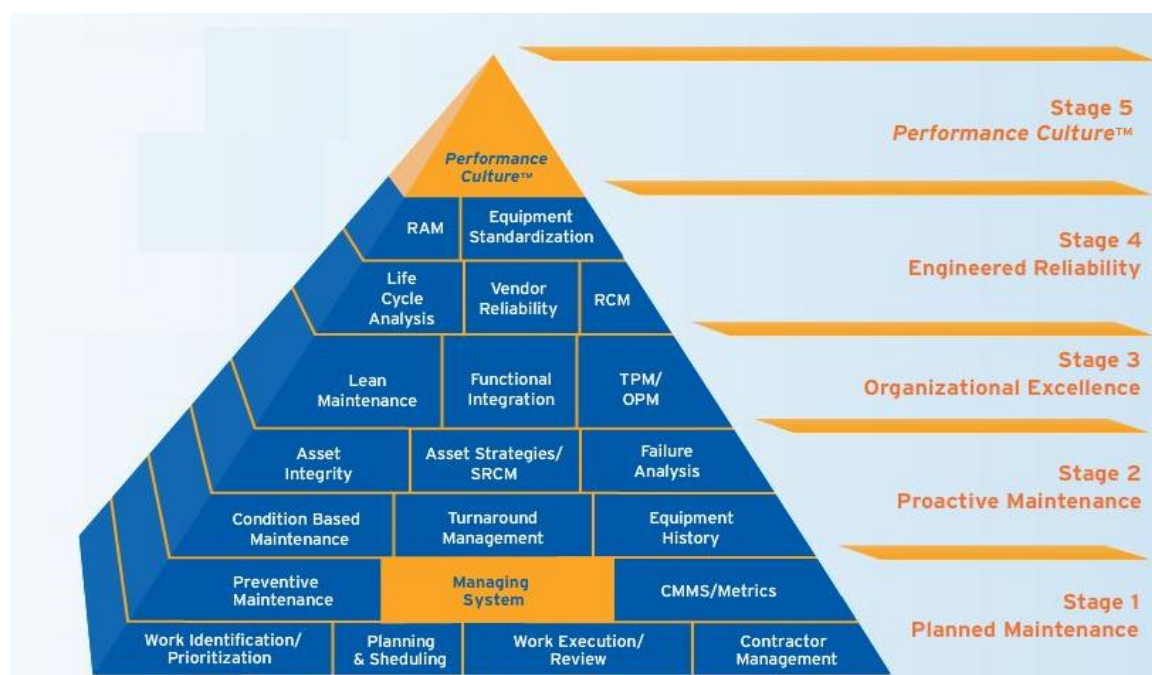 Stage 5
Performance Culture™
Performance
Culture™
RAM
Equipment
Standardization
Stage 4
Engineered Reliability
Life
Cycle
Analysis
Vendor
Reliability
RCM
Stage 3
Organizational Excellence
Lean
Maintenance
Functional
Integration
TPM/
OPM
Asset
Integrity
Asset Strategies/
SRCM
Failure
Analysis
Stage 2
Proactive Maintenance
Condition Based
Maintenance
Turnaround
Management
Equipment
History
Preventive
Maintenance
Managing
System
CMMS/Metrics
Stage 1
Planned Maintenance
Work Identification/
Prioritization
Planning
& Sheduling
Work Execution/
Review
Contractor
Management